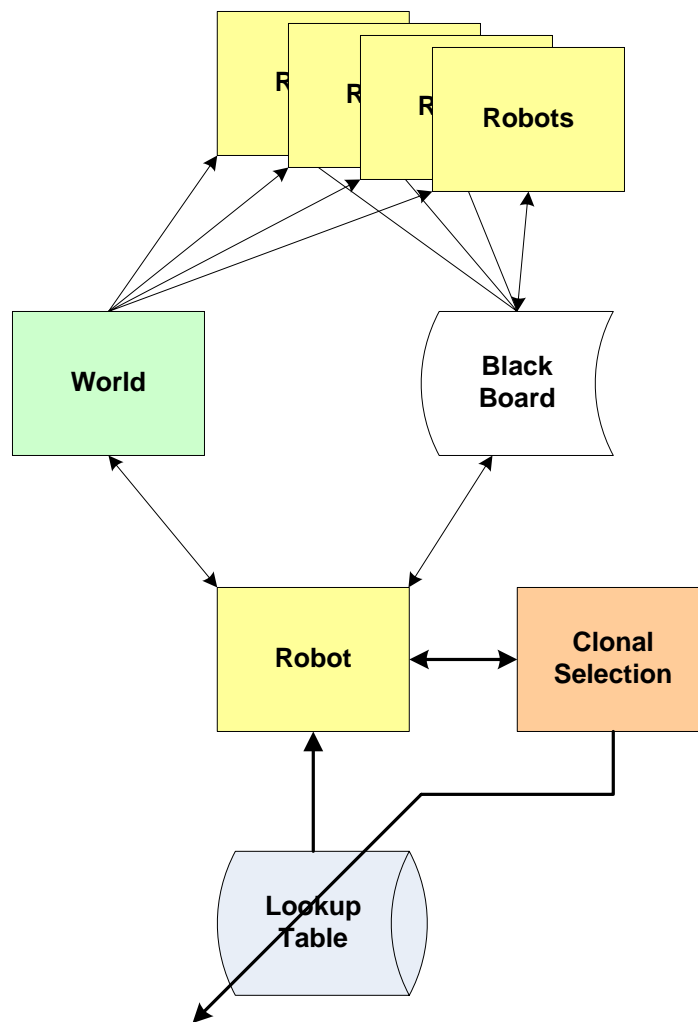 R
R
R
Robots
World
Black
Board
Robot
Clonal
Selection
Lookup
Table